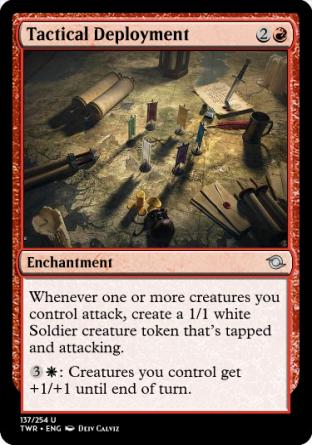 Tactical Deployment 2
Enchantment
Whenever one or more creatures you
control attack, create a 1/1 white
Soldier creature token that's tapped
and attacking.
3 : Creatures you control get
+1/+1 until end of turn.
137/254 U
TWR • ENG Deiv Calviz